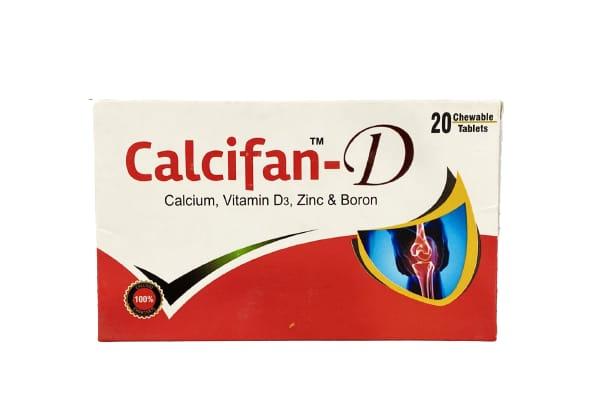 20 Chewable
Tablets
Calcifan™-D
Calcium, Vitamin D3, Zinc & Boron
100%